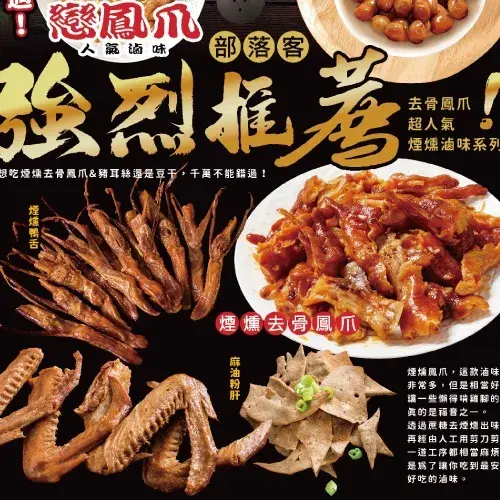 過！
戀鳳爪
人氣滷味
部落客
強烈推薦！
去骨鳳爪
超人氣
煙燻滷味系列
想吃煙燻去骨鳳爪&豬耳絲還是豆干，千萬不能錯過！
煙燻鴨舌
煙燻去骨鳳爪
麻油粉肝
煙燻鳳爪，這款滷味
非常多，但是相當好
讓一些懶得啃雞腳的
真的是福音之一。
透過蔗糖去煙燻出味
再經由人工用剪刀剪
一道工序都相當麻煩
是為了讓你吃到最安
好吃的滷味。